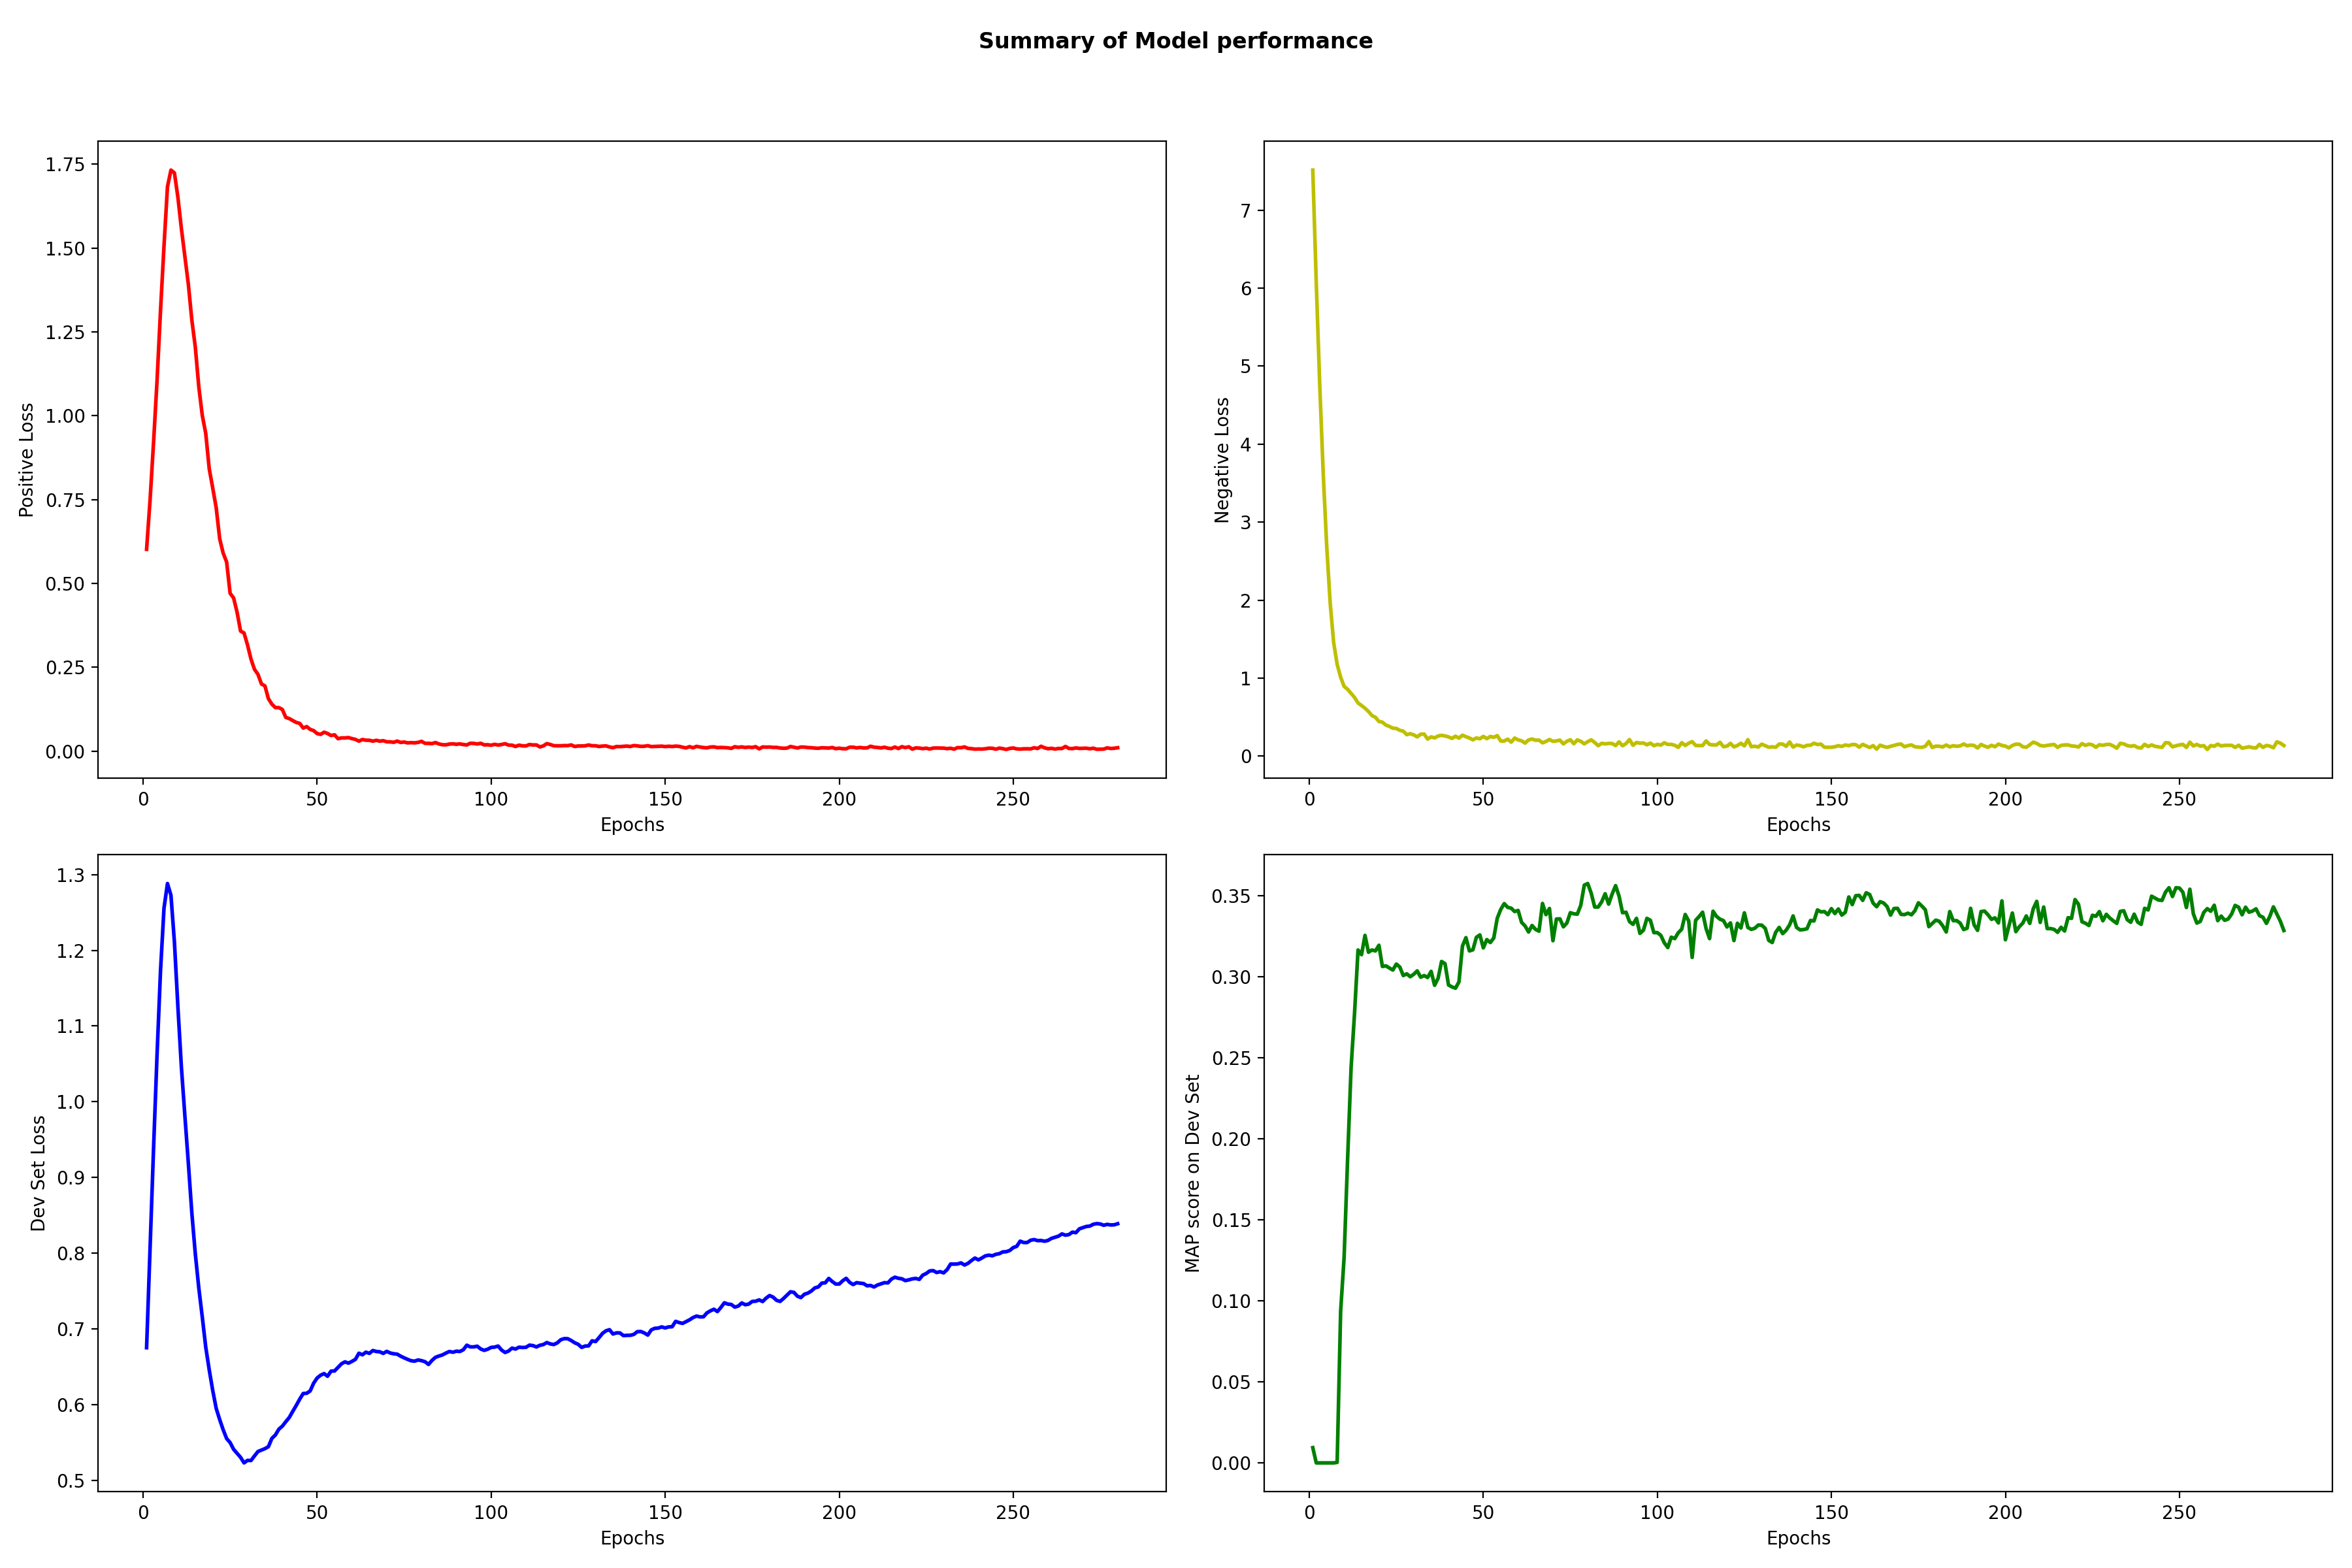 Summary of Model performance
1.75
1.50
1.25
1.00
0.75
0.50
0.25
0.00
Positive Loss
0 50 100 150 200 250
Epochs
7
6
5
4
3
2
1
0
Negative Loss
0 50 100 150 200 250
Epochs
1.3
1.2
1.1
1.0
0.9
0.8
0.7
0.6
0.5
Dev Set Loss
0 50 100 150 200 250
Epochs
0.35
0.30
0.25
0.20
0.15
0.10
0.05
0.00
MAP score on Dev Set
0 50 100 150 200 250
Epochs